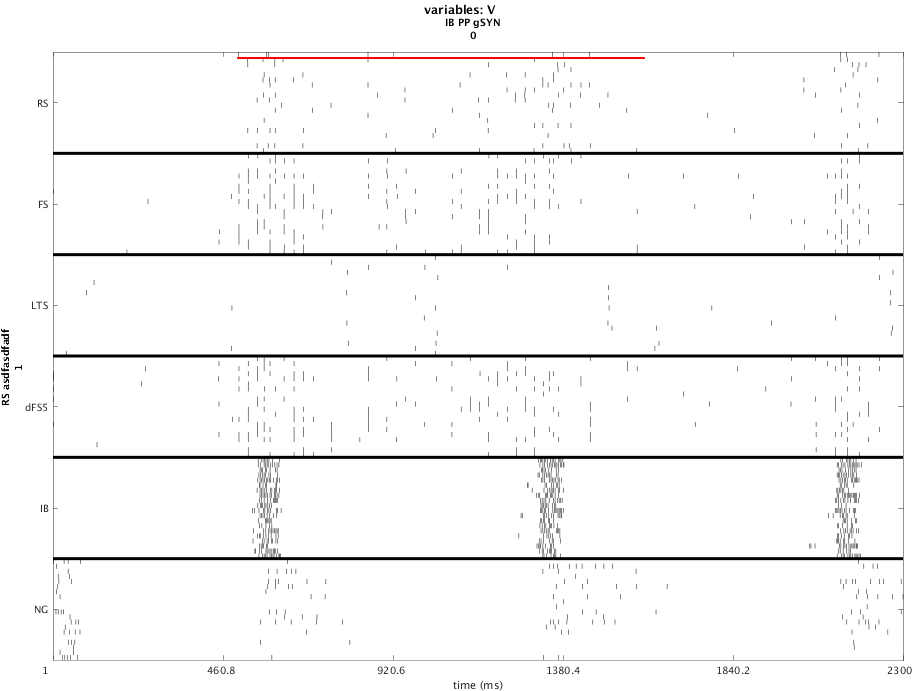 variables: V
IB PP gSYN
0
RS
FS
LTS
dFS5
IB
NG
RS asdfasdfadf
1
1
460.8
920.6
1380.4
1840.2
2300
time (ms)